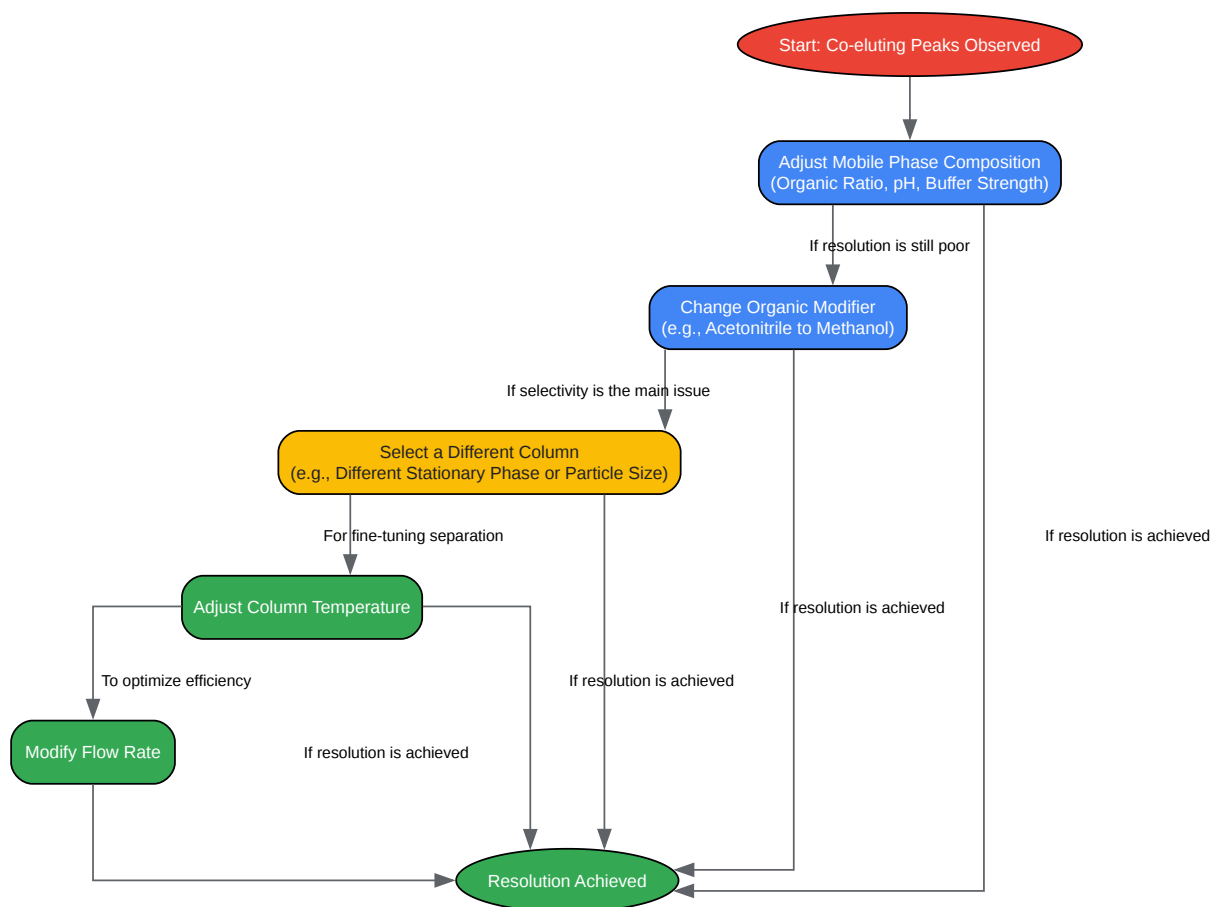 Start: Co-eluting Peaks Observed
Adjust Mobile Phase Composition
(Organic Ratio, pH, Buffer Strength)
If resolution is still poor
Change Organic Modifier
(e.g., Acetonitrile to Methanol)
If selectivity is the main issue
Select a Different Column
(e.g., Different Stationary Phase or Particle Size)
For fine-tuning separation
If resolution is achieved
Adjust Column Temperature
If resolution is achieved
To optimize efficiency
If resolution is achieved
Modify Flow Rate
If resolution is achieved
Resolution Achieved